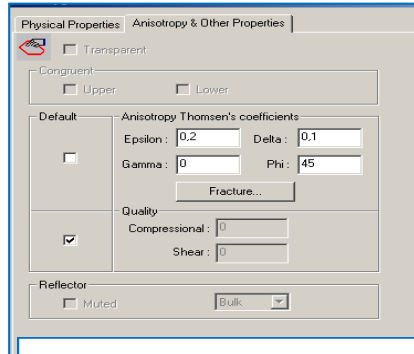 Physical Properties Anisotropy & Other Properties
Transparent
Congruent
Upper Lower
Default Anisotropy Thomsen's coefficients
Epsilon : 0,2 Delta : 0,1
Gamma : 0 Phi : 45
Fracture...
Quality
Compressional : 0
Shear : 0
Reflector
Muted Bulk